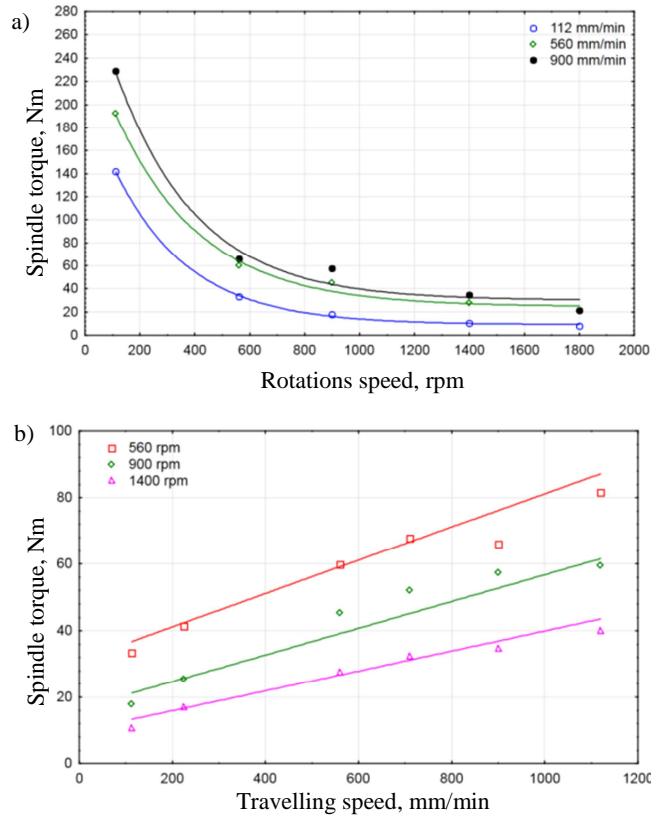 a)
280
260
240
220
200
180
160
140
120
100
80
60
40
20
0
Spindle torque, Nm
112 mm/min
560 mm/min
900 mm/min
0 200 400 600 800 1000 1200 1400 1600 1800 2000
Rotations speed, rpm
b)
100
80
60
40
20
0
Spindle torque, Nm
560 rpm
900 rpm
1400 rpm
0 200 400 600 800 1000 1200
Travelling speed, mm/min